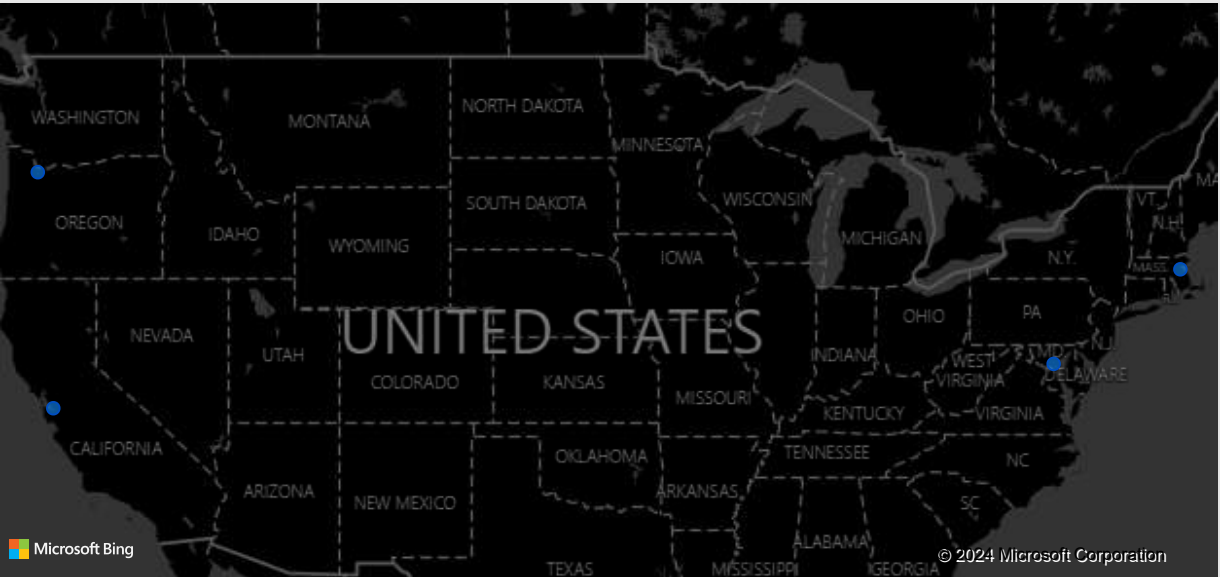 WASHINGTON
MONTANA
NORTH DAKOTA
MINNESOTA
OREGON
IDAHO
WYOMING
SOUTH DAKOTA
WISCONSIN
MICHIGAN
IOWA
N.Y.
VT.
N.H.
MA
MASS.
NEVADA
UTAH
UNITED STATES
COLORADO
KANSAS
MISSOURI
INDIANA
OHIO
PA
N.J.
MD.
DELAWARE
WEST
VIRGINIA
VIRGINIA
KENTUCKY
CALIFORNIA
ARIZONA
NEW MEXICO
OKLAHOMA
ARKANSAS
TENNESSEE
NC
SC
ALABAMA
TEXAS
MISSISSIPPI
GEORGIA
Microsoft Bing
© 2024 Microsoft Corporation